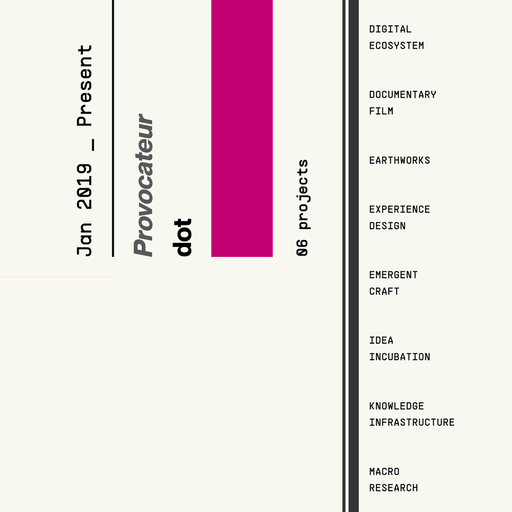 Jan 2019 _ Present
Provocateur
dot
06 projects
DIGITAL
ECOSYSTEM
DOCUMENTARY
FILM
EARTHWORKS
EXPERIENCE
DESIGN
EMERGENT
CRAFT
IDEA
INCUBATION
KNOWLEDGE
INFRASTRUCTURE
MACRO
RESEARCH